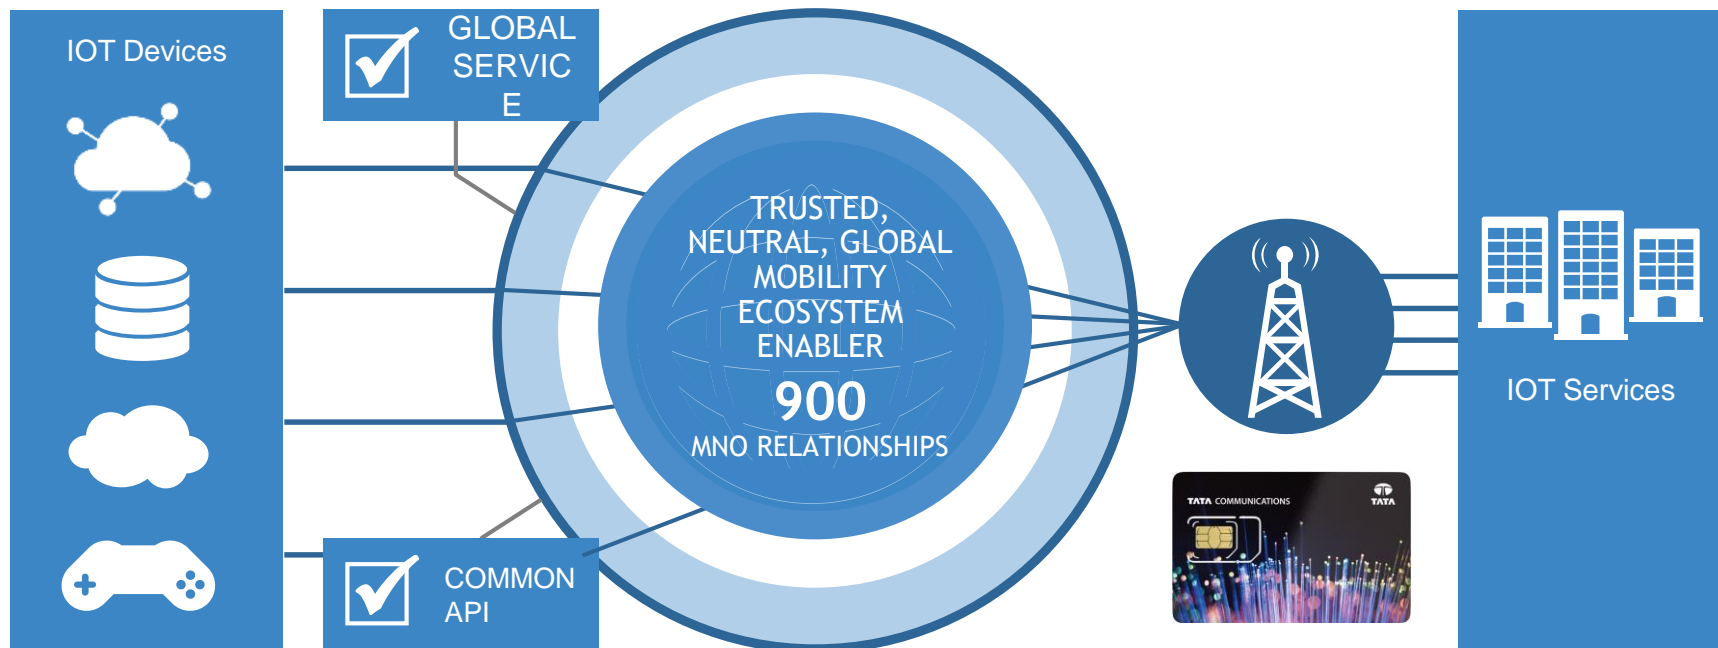 IOT Devices
GLOBAL
SERVIC
E
TRUSTED,
NEUTRAL, GLOBAL
MOBILITY
ECOSYSTEM
ENABLER
900
MNO RELATIONSHIPS
COMMON
API
TATA COMMUNICATIONS
TATA
IOT Services